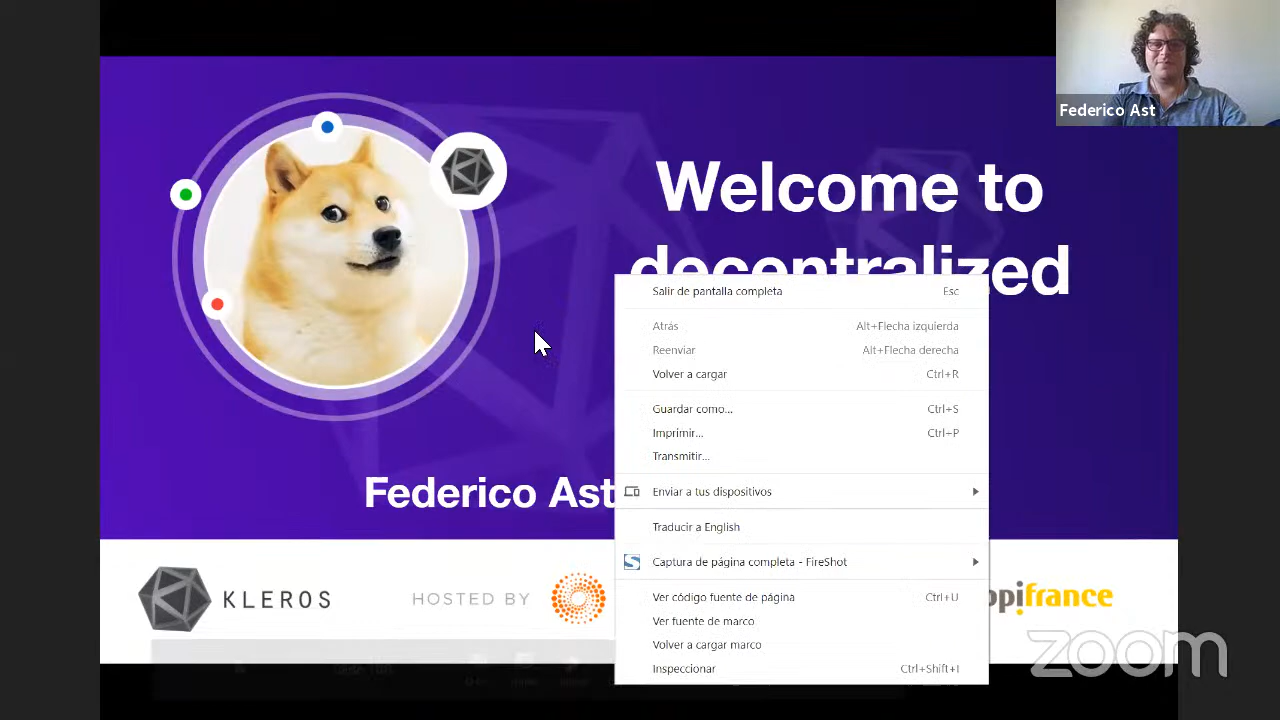 Federico Ast
Welcome to
decentralized
Salir de pantalla completa Esc
Atrás Alt+Flecha izquierda
Reenviar Alt+Flecha derecha
Volver a cargar Ctrl+R
Guardar como... Ctrl+S
Imprimir... Ctrl+P
Transmitir...
Enviar a tus dispositivos
Traducir a English
Captura de página completa - FireShot
Ver código fuente de página Ctrl+U
Ver fuente de marco
Volver a cargar marco
Inspeccionar Ctrl+Shift+I
Federico Ast
KLEROS
HOSTED BY
bpifrance
zoom